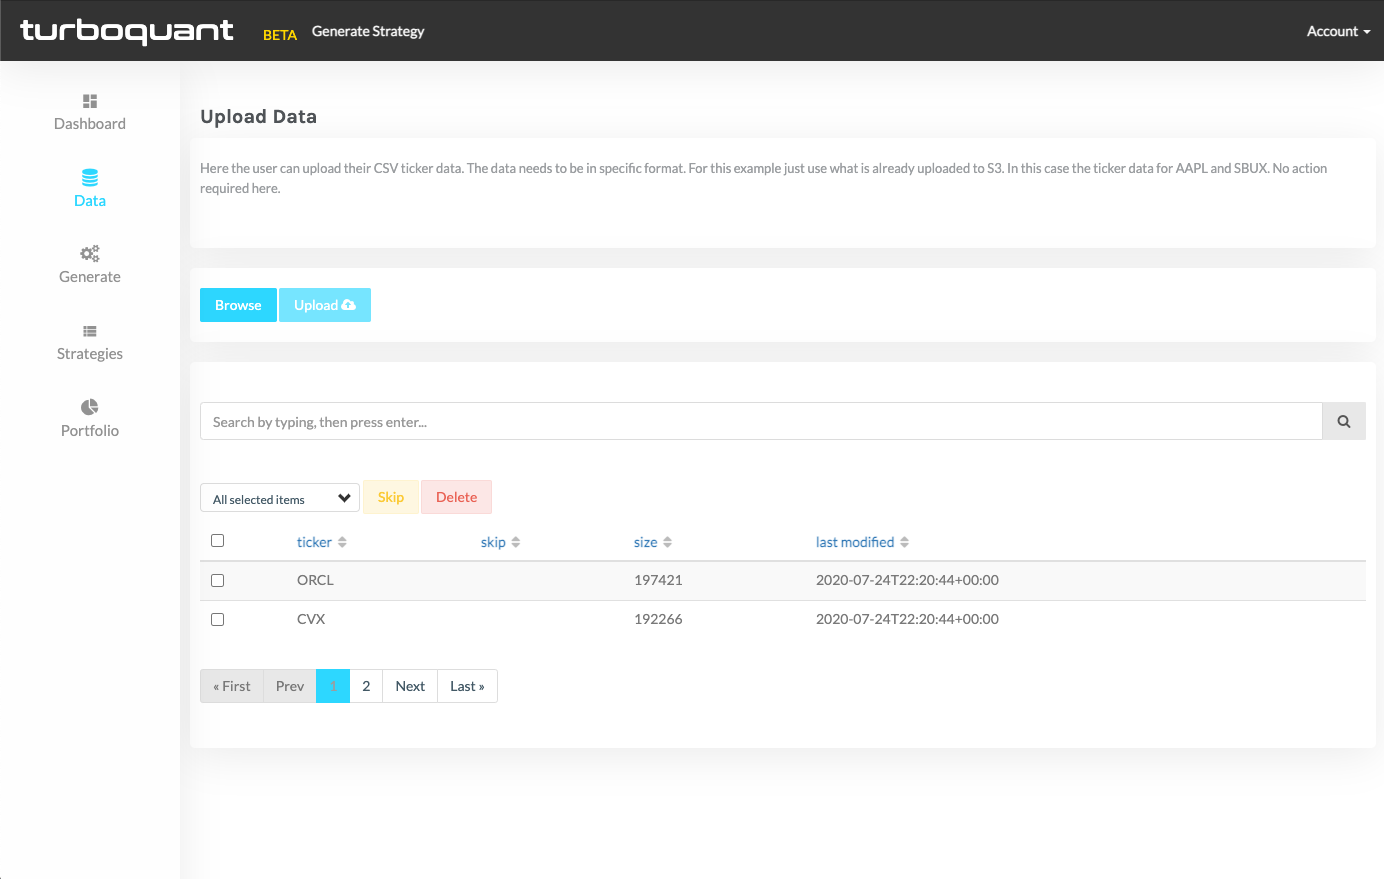 turboquant BETA Generate Strategy Account
Dashboard
Data
Generate
Strategies
Portfolio
Upload Data
Here the user can upload their CSV ticker data. The data needs to be in specific format. For this example just use what is already uploaded to S3. In this case the ticker data for AAPL and SBUX. No action
required here.
Browse Upload
Search by typing, then press enter...
All selected items Skip Delete
ticker skip size last modified
ORCL 197421 2020-07-24T22:20:44+00:00
CVX 192266 2020-07-24T22:20:44+00:00
« First Prev 1 2 Next Last »